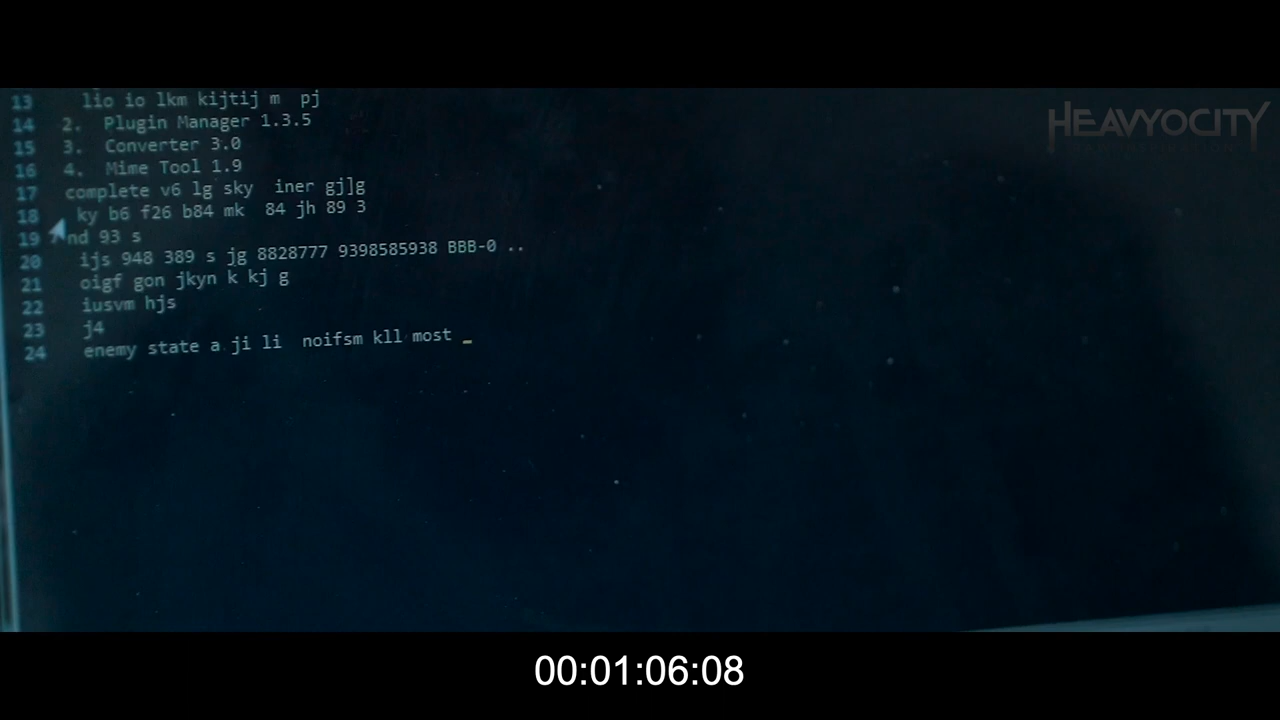 13 lio io lkm kijtij m pj
14 2. Plugin Manager 1.3.5
15 3. Converter 3.0
16 4. Mime Tool 1.9
17 complete v6 lg sky iner gj]g
18 ky b6 f26 b84 mk 84 jh 89 3
19 nd 93 s
20 ijs 948 389 s jg 8828777 9398585938 BBB-0 ..
21 oigf gon jkyn k kj g
22 iusvm hjs
23 j4
24 enemy state a ji li noifsm kll most _
HEAVYOCITY
00:01:06:08